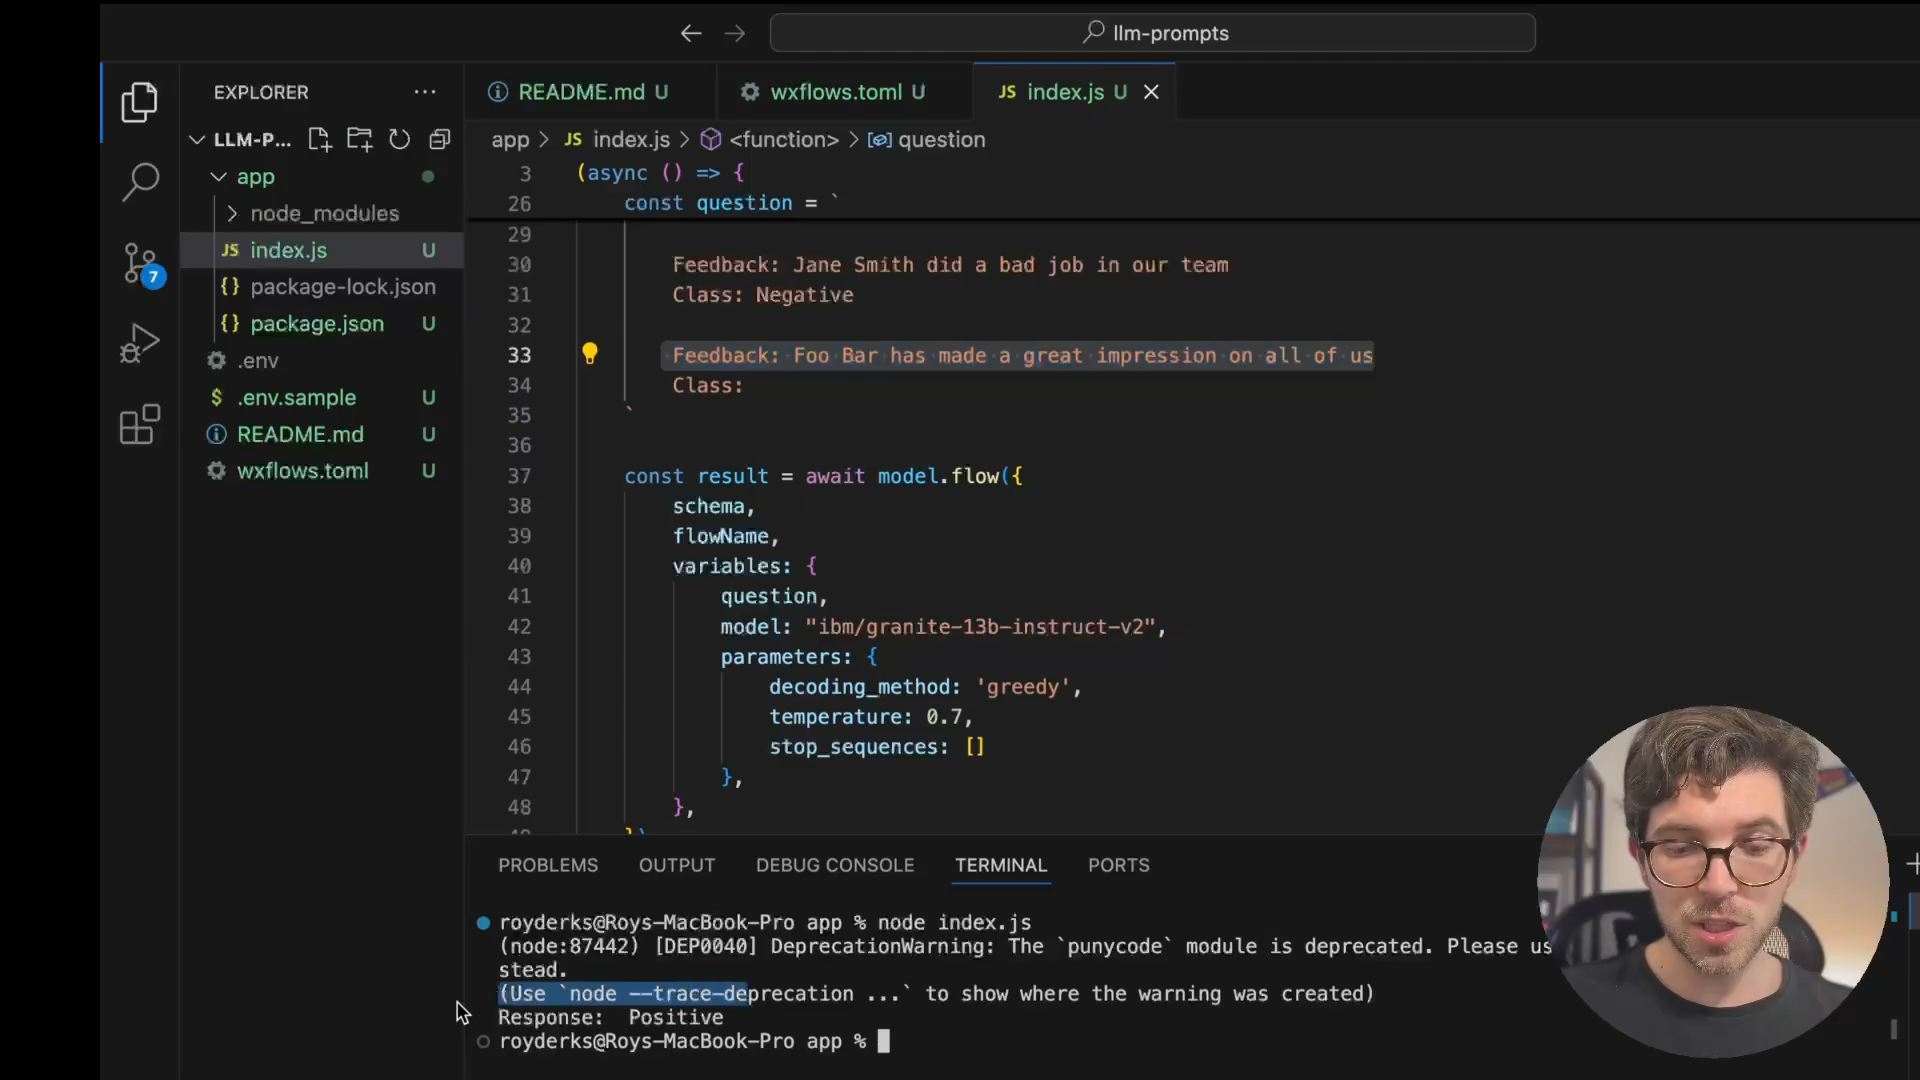 llm-prompts
EXPLORER
LLM-P...
app
node_modules
JS index.js U
{} package-lock.json
{} package.json U
.env
$ .env.sample U
README.md U
wxflows.toml U
7
README.md U
wxflows.toml U
JS index.js U
app > JS index.js > <function> > question
3 (async () => {
26 const question = `
29
30 Feedback: Jane Smith did a bad job in our team
31 Class: Negative
32
33 Feedback: Foo Bar has made a great impression on all of us
34 Class:
35 `
36
37 const result = await model.flow({
38 schema,
39 flowName,
40 variables: {
41 question,
42 model: "ibm/granite-13b-instruct-v2",
43 parameters: {
44 decoding_method: 'greedy',
45 temperature: 0.7,
46 stop_sequences: []
47 },
48 },
PROBLEMS OUTPUT DEBUG CONSOLE TERMINAL PORTS
royderks@Roys-MacBook-Pro app % node index.js
(node:87442) [DEP0040] DeprecationWarning: The `punycode` module is deprecated. Please us
stead.
(Use `node --trace-deprecation ...` to show where the warning was created)
Response: Positive
royderks@Roys-MacBook-Pro app %